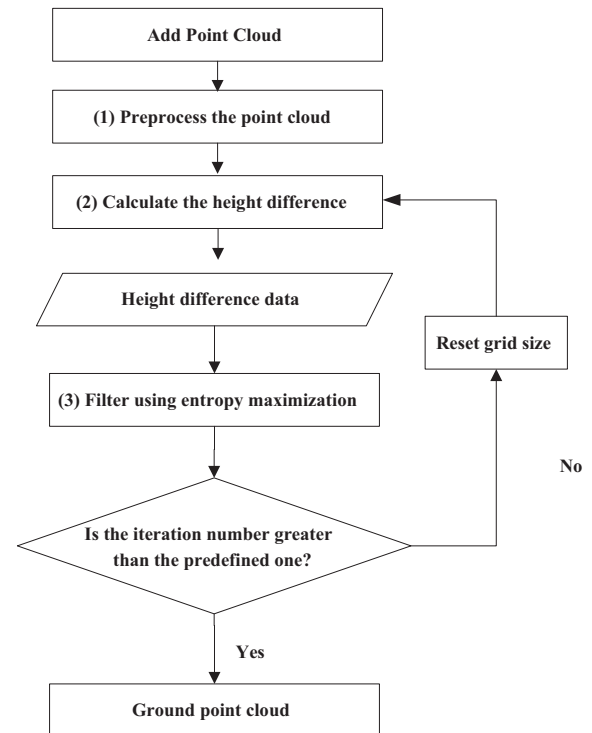 Add Point Cloud
(1) Preprocess the point cloud
(2) Calculate the height difference
Height difference data
Reset grid size
(3) Filter using entropy maximization
No
Is the iteration number greater
than the predefined one?
Yes
Ground point cloud